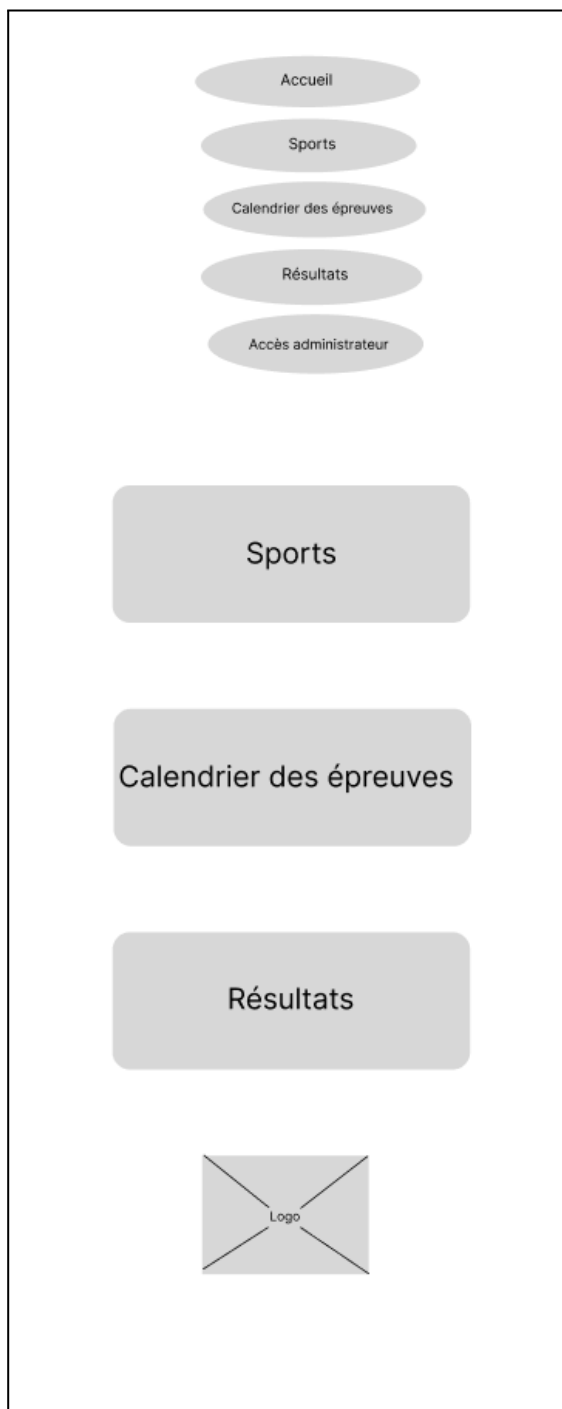 Accueil
Sports
Calendrier des épreuves
Résultats
Accès administrateur
Sports
Calendrier des épreuves
Résultats
Logo